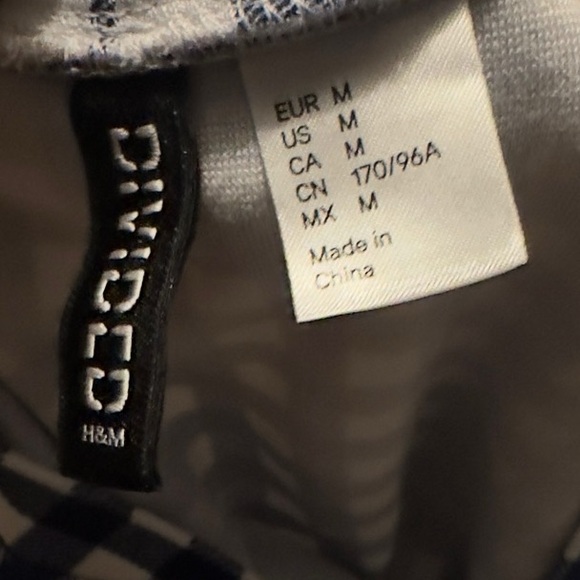 DIVIDED
H&M
EUR M
US M
CA M
CN 170/96A
MX M
Made in
China